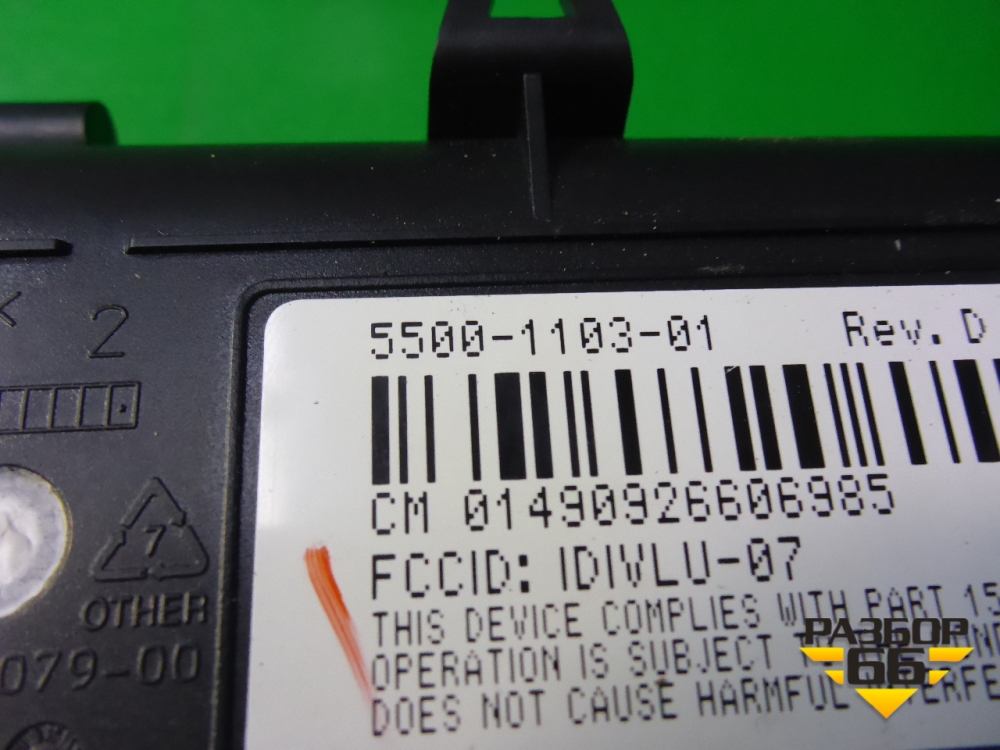 2
5500-1103-01 Rev. D
CM 01490926606985
FCCID: IDIVLU-07
7
OTHER
THIS DEVICE COMPLIES WITH PART 15
079-00
OPERATION IS SUBJECT
DOES NOT CAUSE HARMFUL
РАЗБОР
66